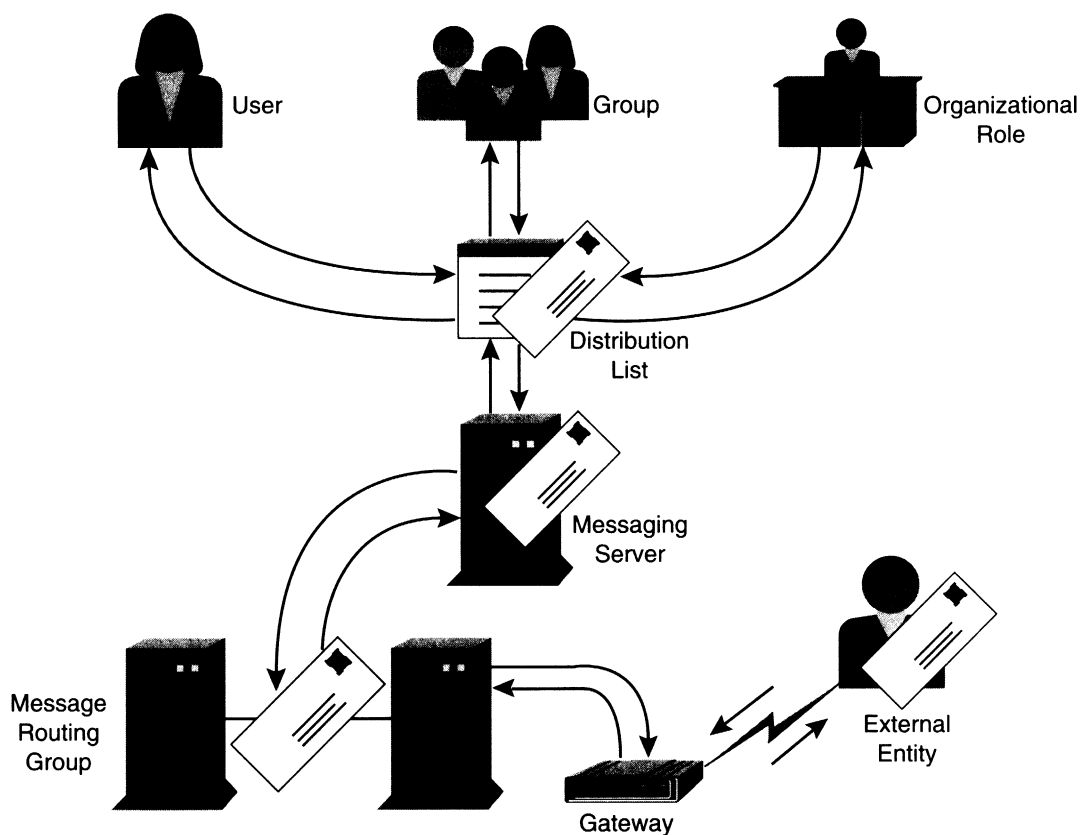 User
Group
Organizational
Role
Distribution
List
Messaging
Server
Message
Routing
Group
External
Entity
Gateway